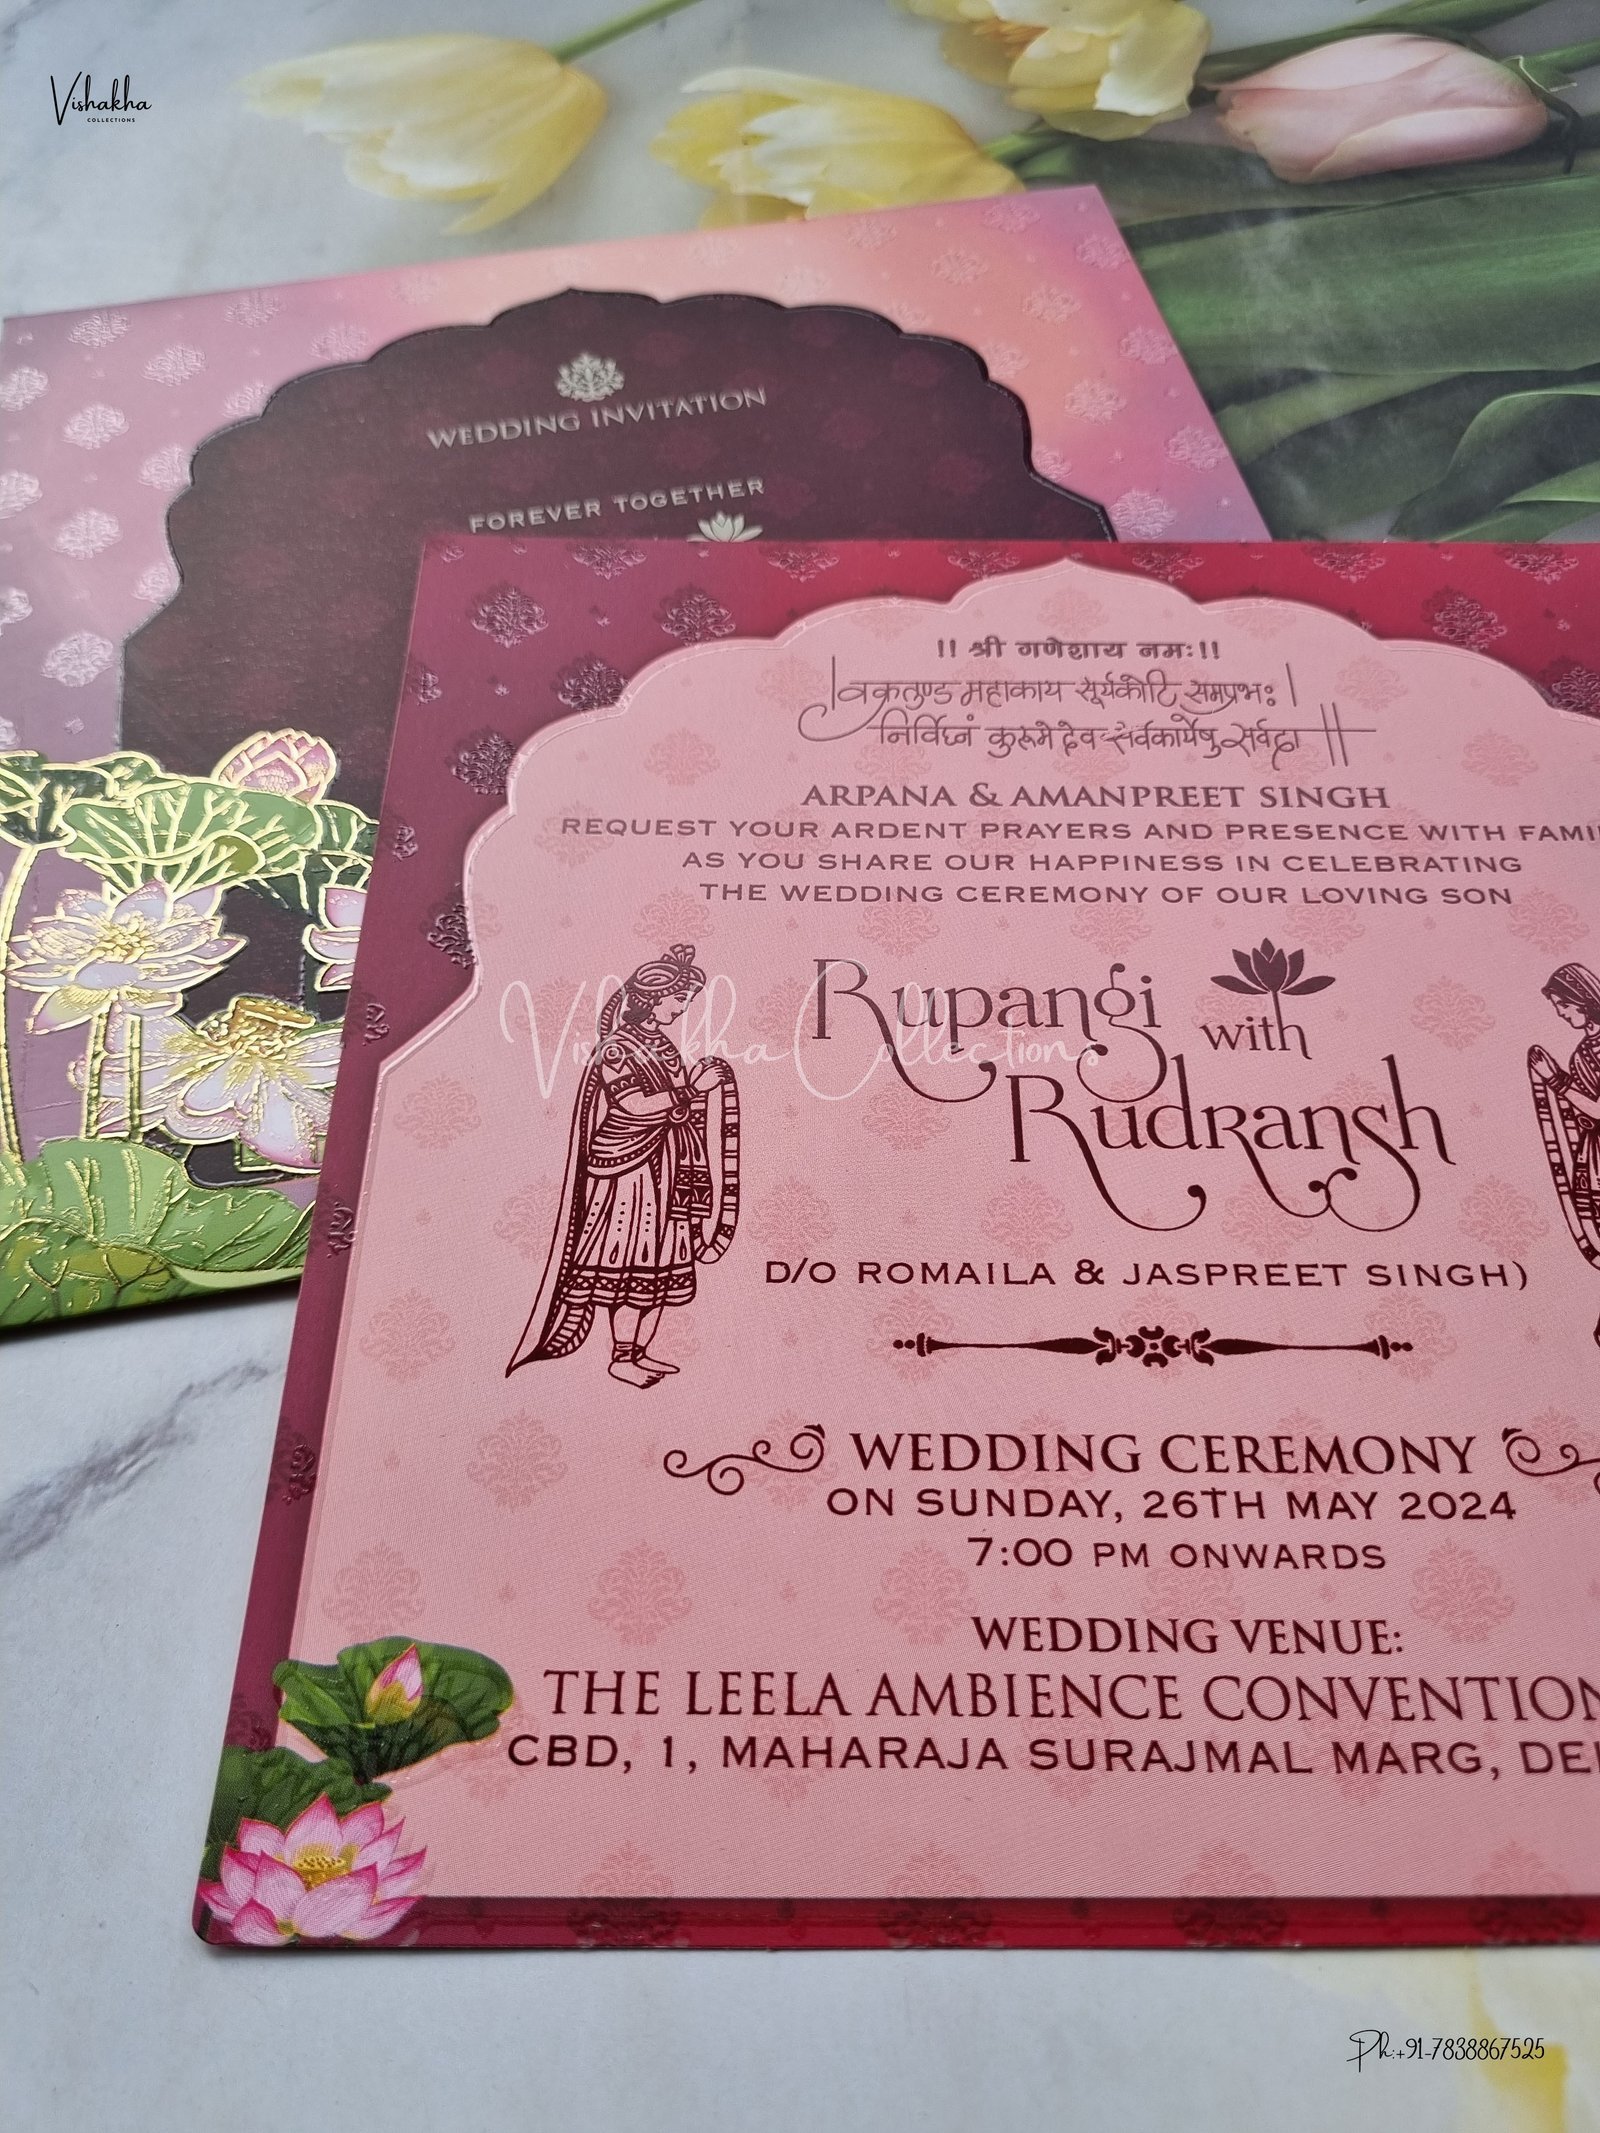 Vishakha
COLLECTIONS
WEDDING INVITATION
FOREVER TOGETHER
!! श्री गणेशाय नमः !!
वक्रतुण्ड महाकाय सूर्यकोटि समप्रभः |
निर्विघ्नं कुरूमे देव सर्वकार्येषु सर्वदा ||
ARPANA & AMANPREET SINGH
REQUEST YOUR ARDENT PRAYERS AND PRESENCE WITH FAMI
AS YOU SHARE OUR HAPPINESS IN CELEBRATING
THE WEDDING CEREMONY OF OUR LOVING SON
Rupangi with
Rudransh
Vishakha Collections
D/O ROMAILA & JASPREET SINGH)
WEDDING CEREMONY
ON SUNDAY, 26TH MAY 2024
7:00 PM ONWARDS
WEDDING VENUE:
THE LEELA AMBIENCE CONVENTION
CBD, 1, MAHARAJA SURAJMAL MARG, DEL
Ph:+91-7838867525